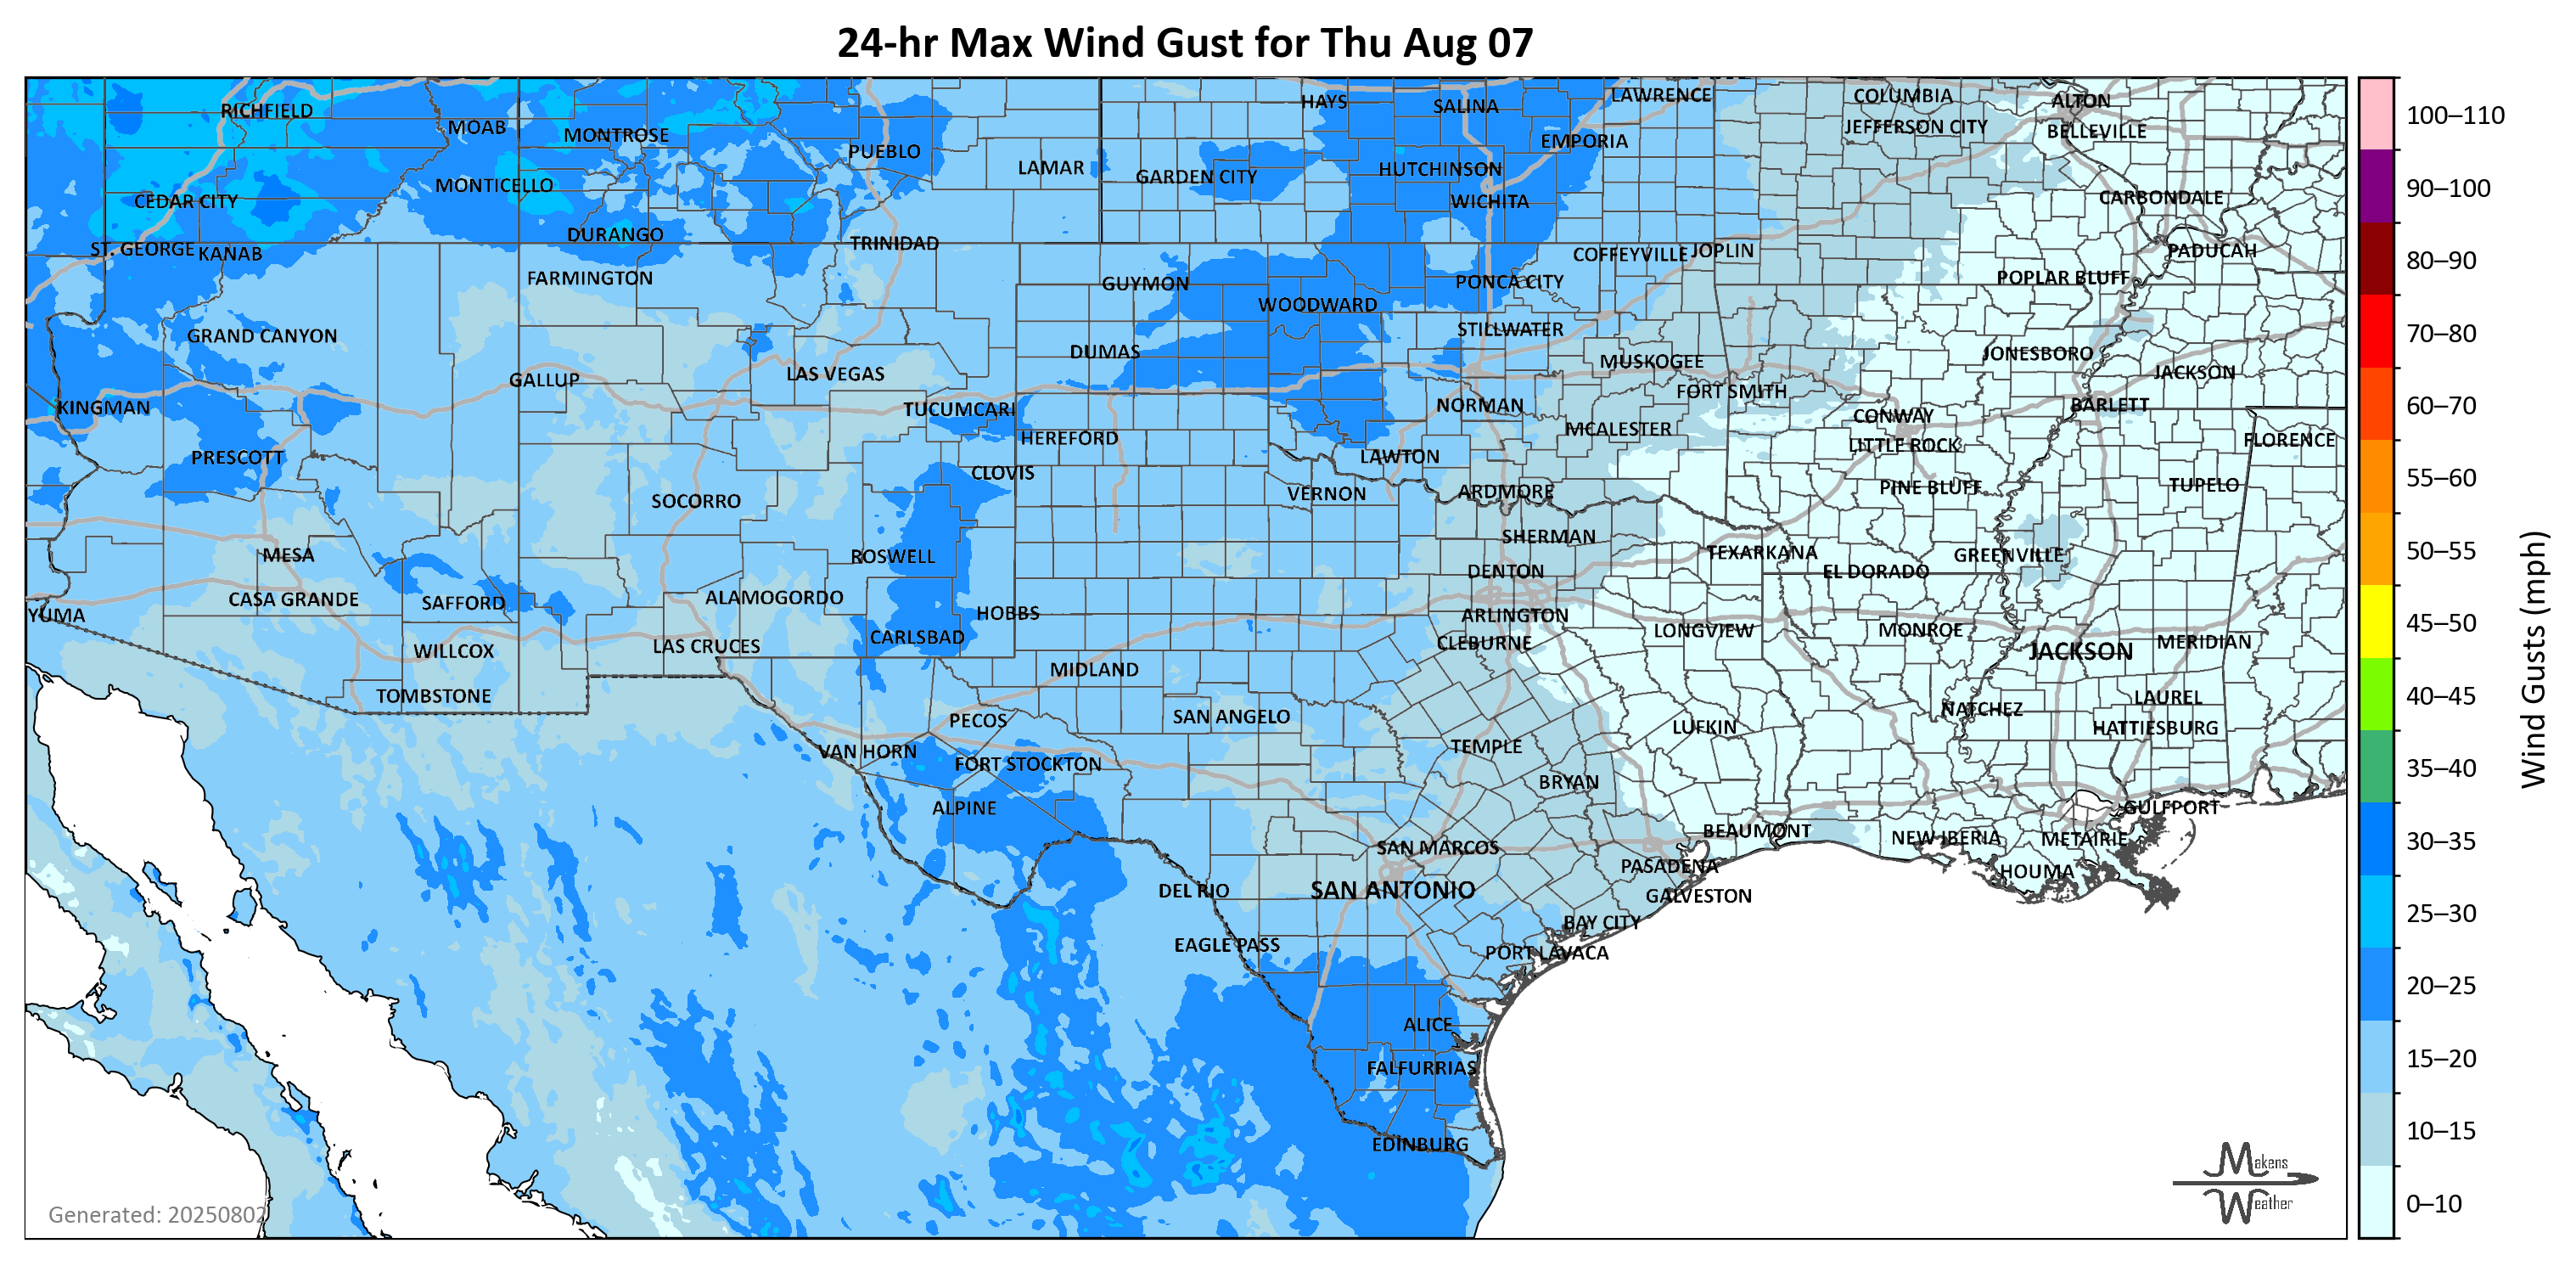 24-hr Max Wind Gust for Thu Aug 07
RICHFIELD
MOAB
MONTROSE
PUEBLO
LAMAR
HAYS
SALINA
LAWRENCE
COLUMBIA
ALTON
JEFFERSON CITY
BELLEVILLE
EMPORIA
GARDEN CITY
HUTCHINSON
MONTICELLO
CEDAR CITY
WICHITA
CARBONDALE
DURANGO
TRINIDAD
ST. GEORGE
KANAB
COFFEYVILLE
JOPLIN
PADUCAH
FARMINGTON
GUYMON
PONCA CITY
POPLAR BLUFF
WOODWARD
GRAND CANYON
STILLWATER
DUMAS
MUSKOGEE
JONESBORO
GALLUP
LAS VEGAS
FORT SMITH
JACKSON
KINGMAN
TUCUMCARI
NORMAN
CONWAY
BARLETT
HEREFORD
MCALESTER
LITTLE ROCK
FLORENCE
PRESCOTT
CLOVIS
LAWTON
SOCORRO
VERNON
ARDMORE
PINE BLUFF
TUPELO
MESA
ROSWELL
SHERMAN
TEXARKANA
GREENVILLE
DENTON
EL DORADO
CASA GRANDE
SAFFORD
ALAMOGORDO
HOBBS
ARLINGTON
YUMA
CARLSBAD
CLEBURNE
LONGVIEW
MONROE
MERIDIAN
WILLCOX
LAS CRUCES
JACKSON
MIDLAND
TOMBSTONE
LAUREL
PECOS
SAN ANGELO
NATCHEZ
LUFKIN
HATTIESBURG
VAN HORN
FORT STOCKTON
TEMPLE
BRYAN
ALPINE
GULFPORT
BEAUMONT
NEW IBERIA
METAIRIE
SAN MARCOS
PASADENA
HOUMA
DEL RIO
SAN ANTONIO
GALVESTON
BAY CITY
EAGLE PASS
PORT LAVACA
ALICE
FALFURRIAS
EDINBURG
Generated: 20250802
Makens
Weather
100–110
90–100
80–90
70–80
60–70
55–60
50–55
45–50
40–45
35–40
30–35
25–30
20–25
15–20
10–15
0–10
Wind Gusts (mph)